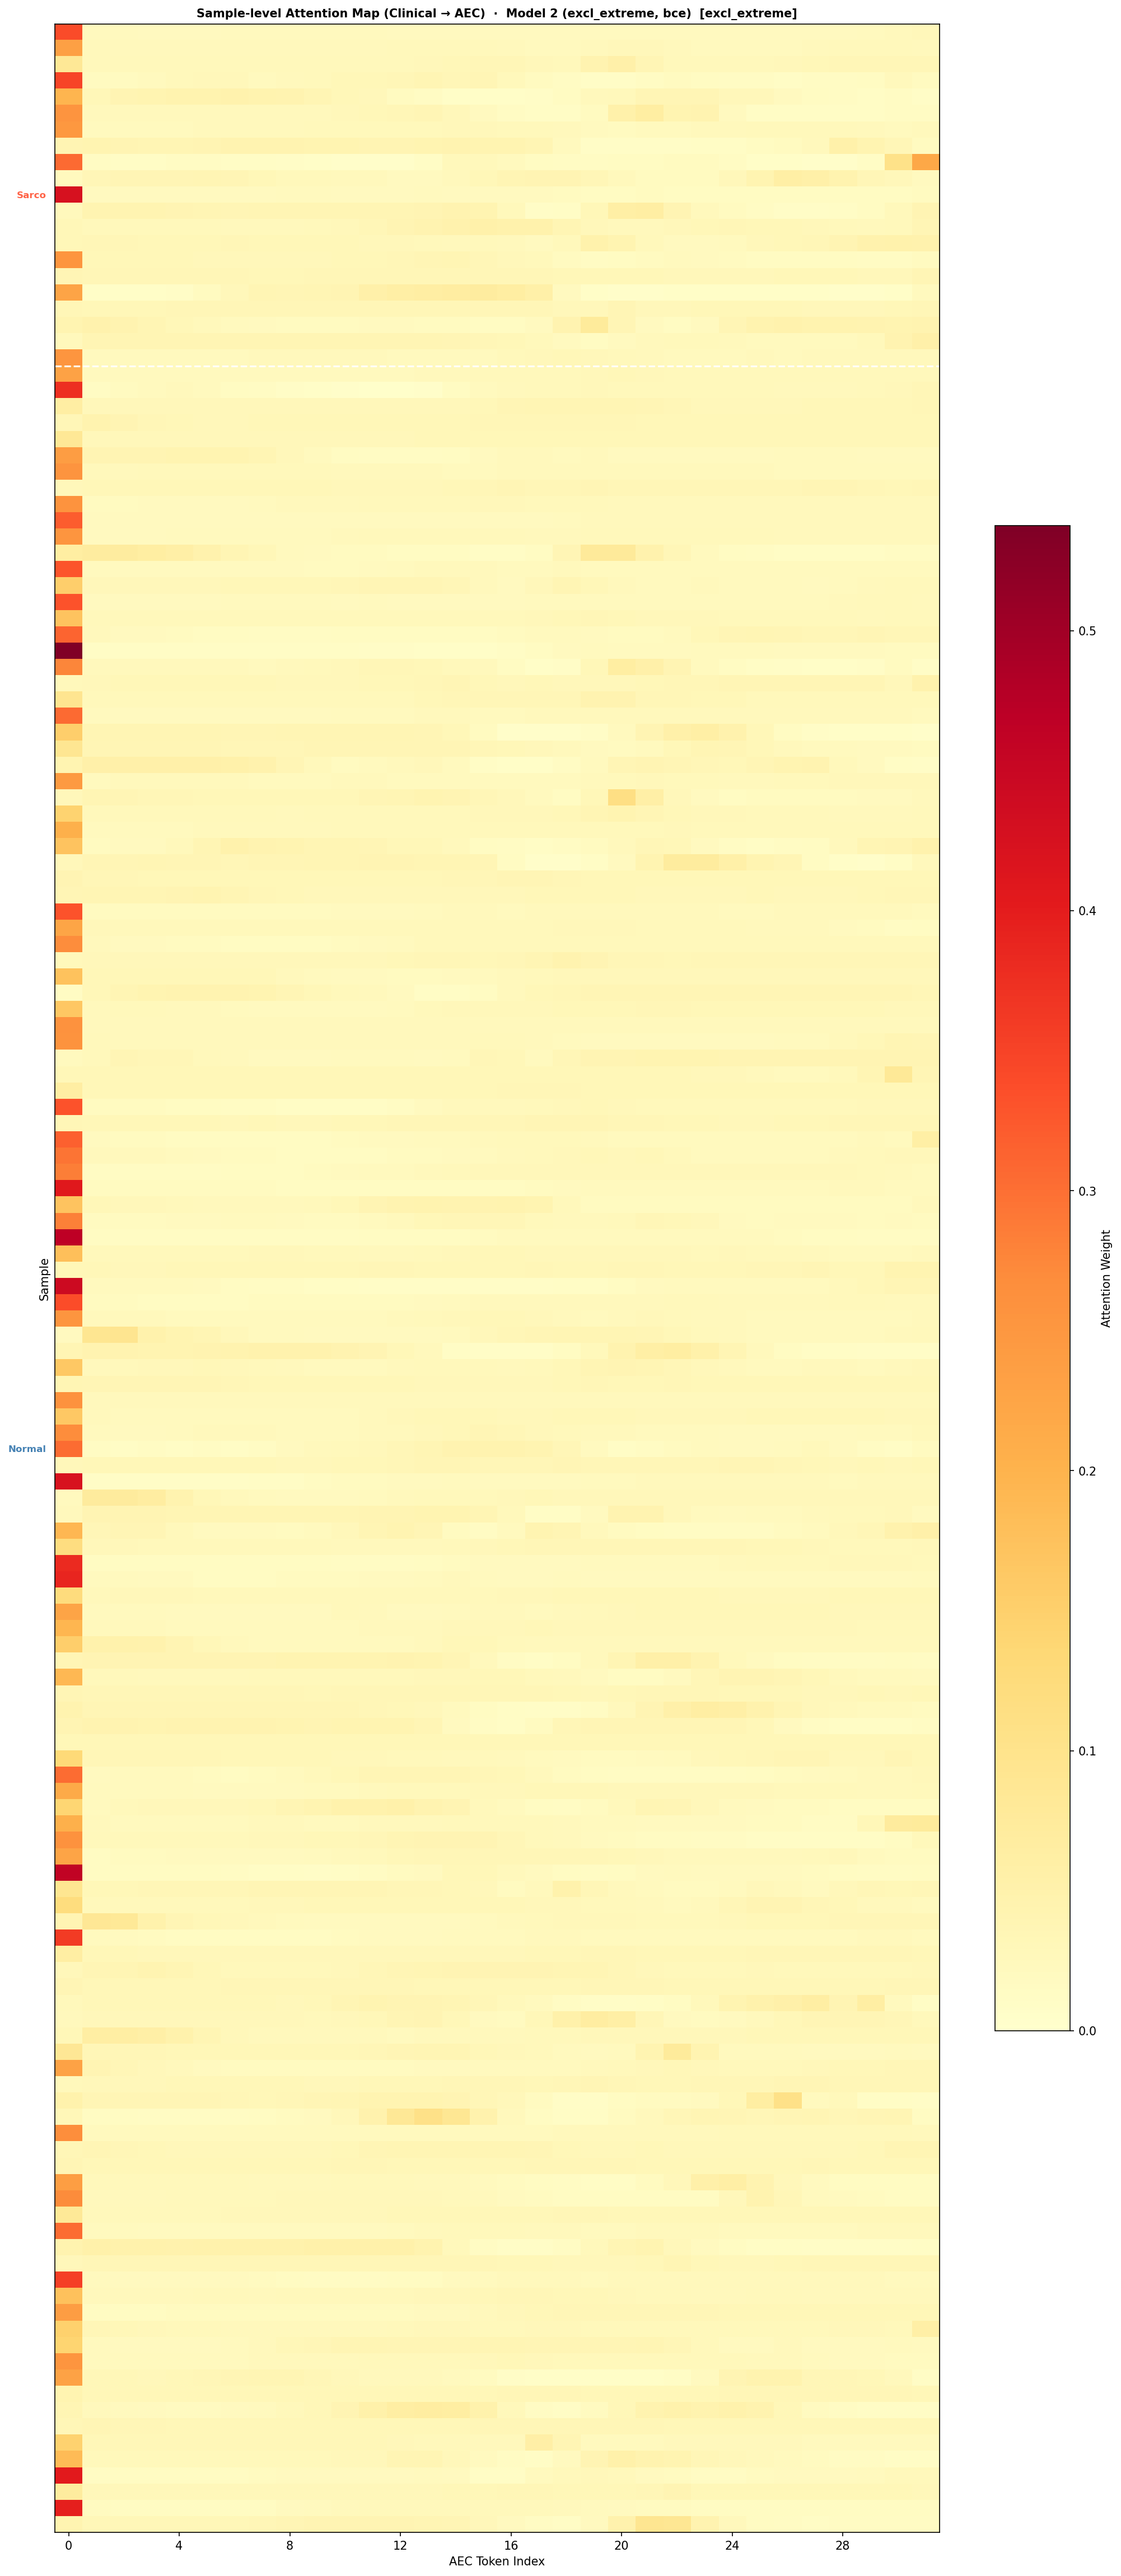 Sample-level Attention Map (Clinical → AEC)  ·  Model 2 (excl_extreme, bce)  [excl_extreme]
Sarco
Normal
Sample
0 4 8 12 16 20 24 28
AEC Token Index
0.5
0.4
0.3
0.2
0.1
0.0
Attention Weight